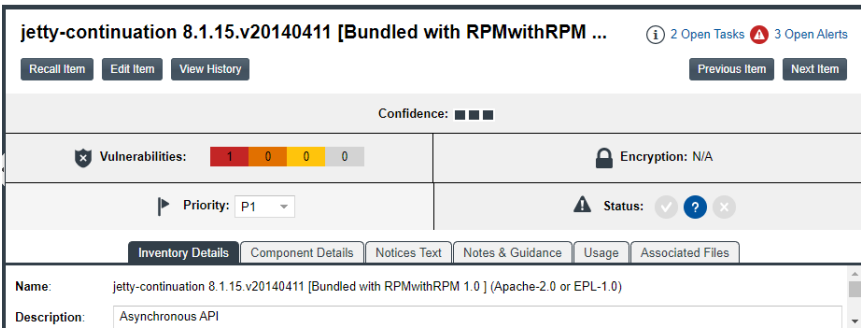 jetty-continuation 8.1.15.v20140411 [Bundled with RPMwithRPM ...
2 Open Tasks 3 Open Alerts
Recall Item Edit Item View History
Previous Item Next Item
Confidence:
Vulnerabilities: 1 0 0 0
Encryption: N/A
Priority: P1
Status:
Inventory Details Component Details Notices Text Notes & Guidance Usage Associated Files
Name: jetty-continuation 8.1.15.v20140411 [Bundled with RPMwithRPM 1.0 ] (Apache-2.0 or EPL-1.0)
Description: Asynchronous API